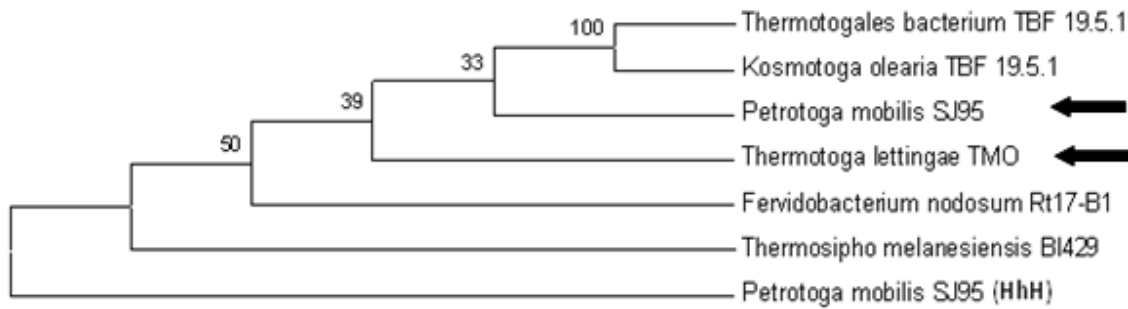 100
Thermotogales bacterium TBF 19.5.1
Kosmotoga olearia TBF 19.5.1
33
Petrotoga mobilis SJ95
39
Thermotoga lettingae TMO
50
Fervidobacterium nodosum Rt17-B1
Thermosipho melanesiensis BI429
Petrotoga mobilis SJ95 (HhH)